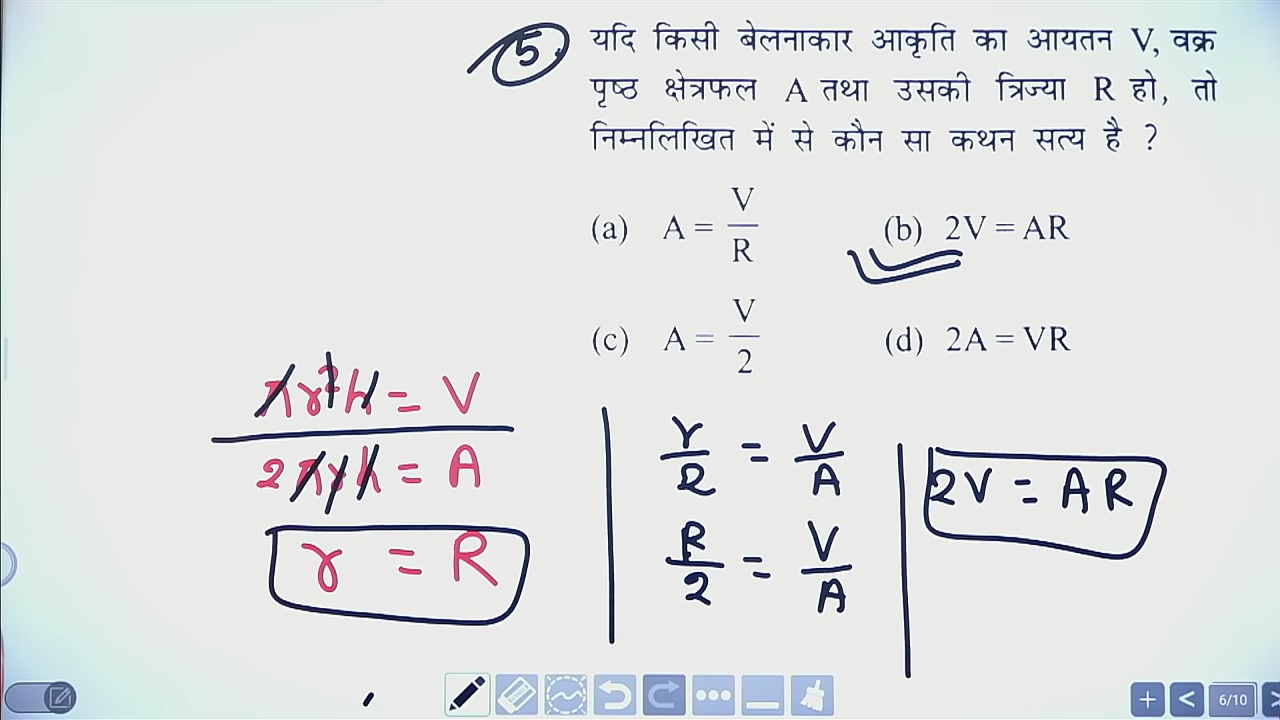 5.
यदि किसी बेलनाकार आकृति का आयतन V, वक्र
पृष्ठ क्षेत्रफल A तथा उसकी त्रिज्या R हो, तो
निम्नलिखित में से कौन सा कथन सत्य है ?
(a) A = V/R (b) 2V = AR
(c) A = V/2 (d) 2A = VR
πr²h = V
2πrh = A
r = R
r/2 = V/A
R/2 = V/A
2V = AR
6/10